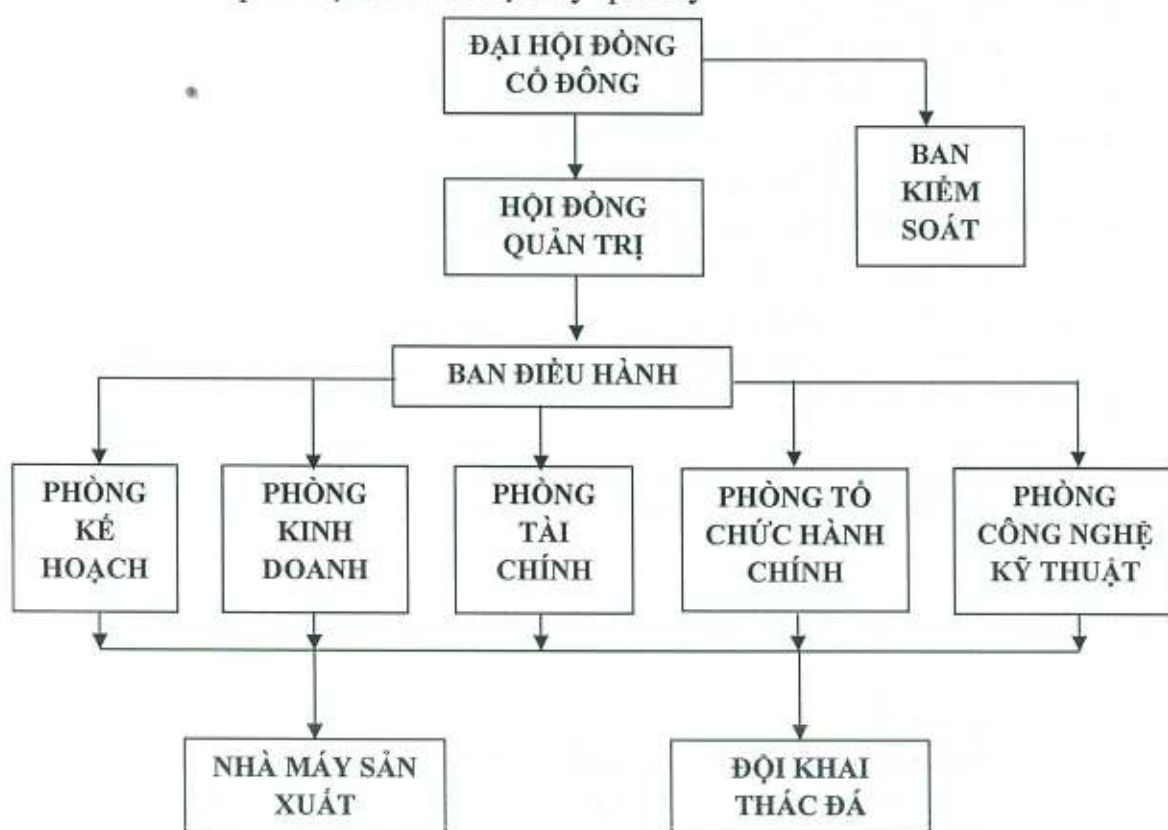 ĐẠI HỘI ĐỒNG
CỔ ĐÔNG
BAN
KIỂM
SOÁT
HỘI ĐỒNG
QUẢN TRỊ
BAN ĐIỀU HÀNH
PHÒNG
KẾ
HOẠCH
PHÒNG
KINH
DOANH
PHÒNG
TÀI
CHÍNH
PHÒNG TỔ
CHỨC HÀNH
CHÍNH
PHÒNG
CÔNG NGHỆ
KỸ THUẬT
NHÀ MÁY SẢN
XUẤT
ĐỘI KHAI
THÁC ĐÁ